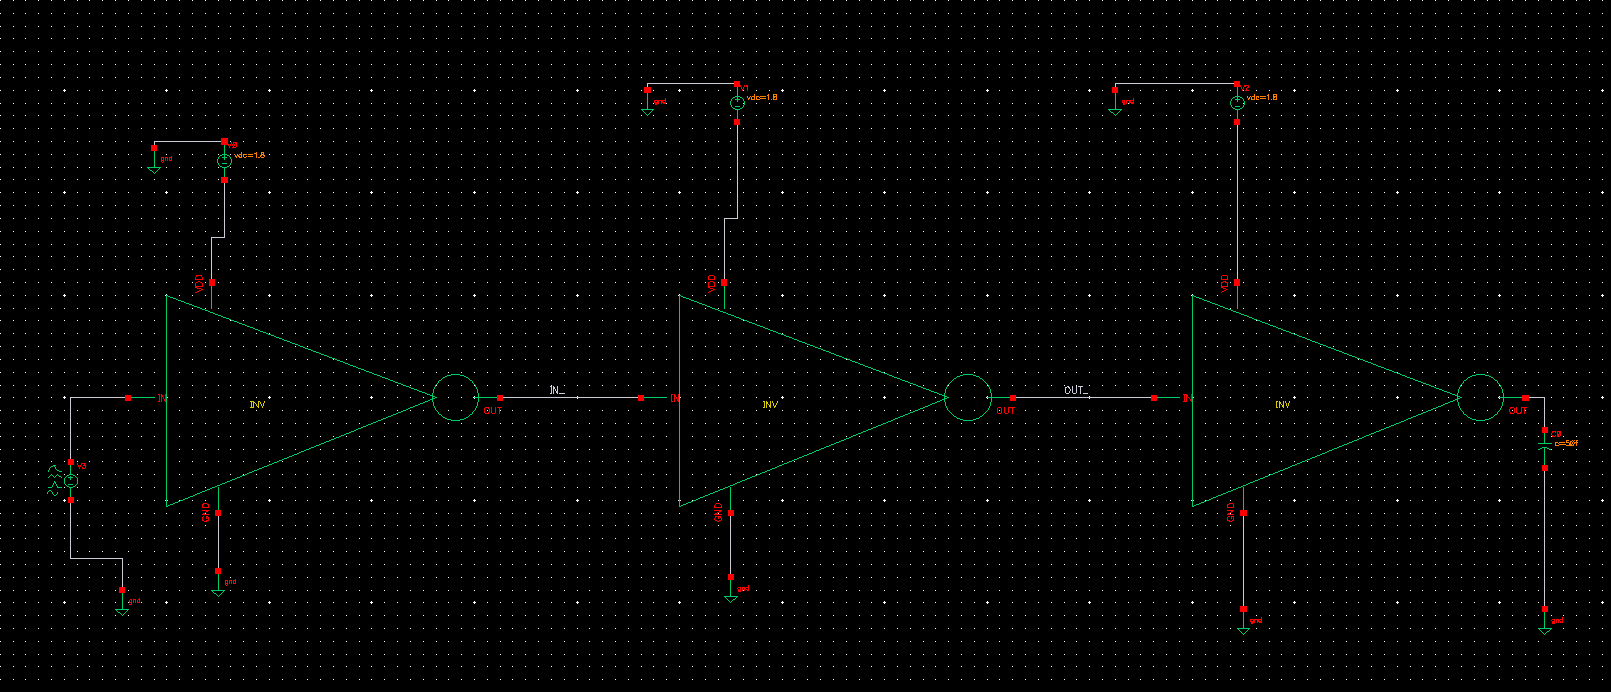 V1
vdc=1.8
gnd
V2
vdc=1.8
gnd
gnd
vdc=1.8
VDD
VDD
VDD
IN
INV
OUT
IN_
IN
INV
OUT
OUT_
IN
INV
OUT
C0
c=50f
V3
GND
GND
GND
gnd
gnd
gnd
gnd
gnd